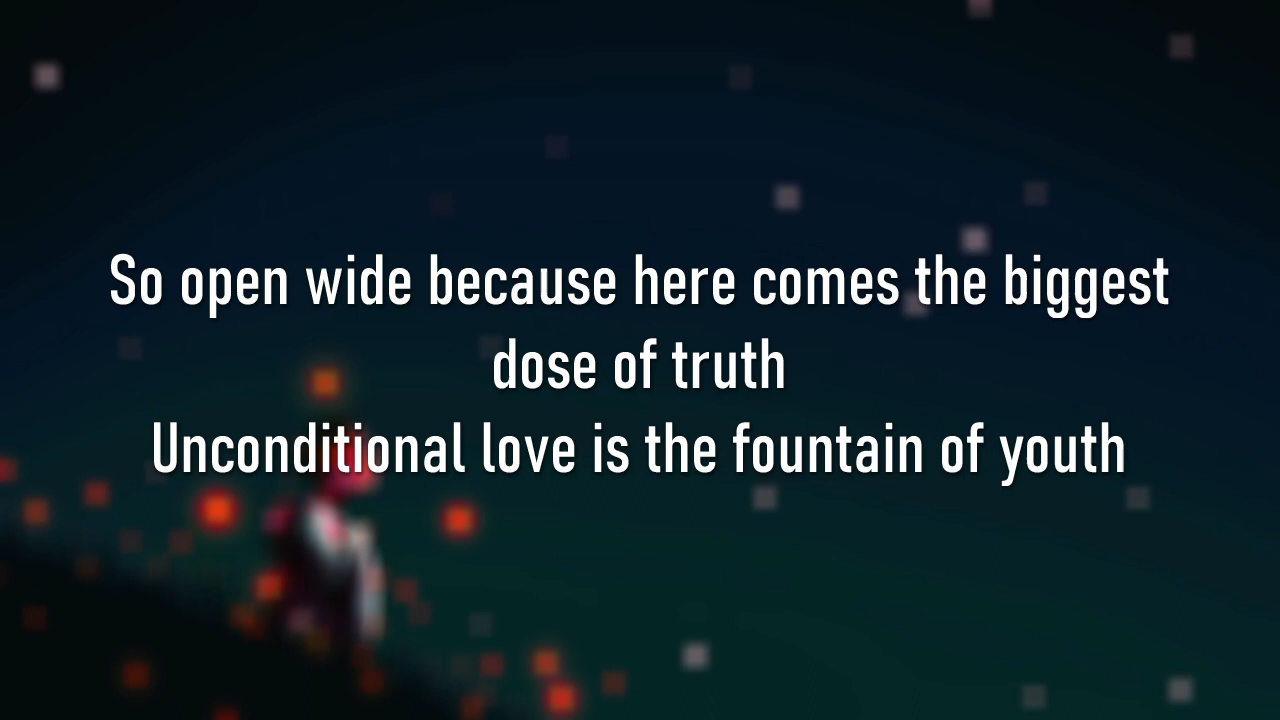 So open wide because here comes the biggest
dose of truth
Unconditional love is the fountain of youth